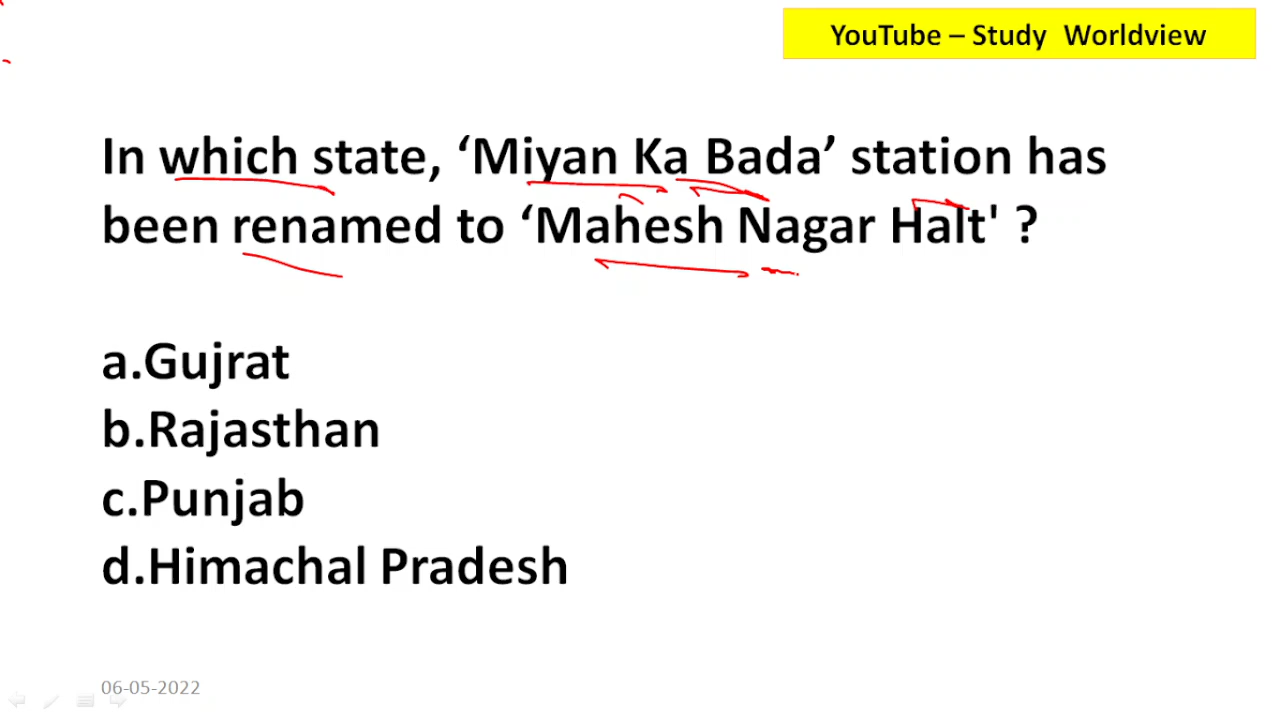 YouTube – Study Worldview
In which state, ‘Miyan Ka Bada’ station has
been renamed to ‘Mahesh Nagar Halt' ?
a.Gujrat
b.Rajasthan
c.Punjab
d.Himachal Pradesh
06-05-2022